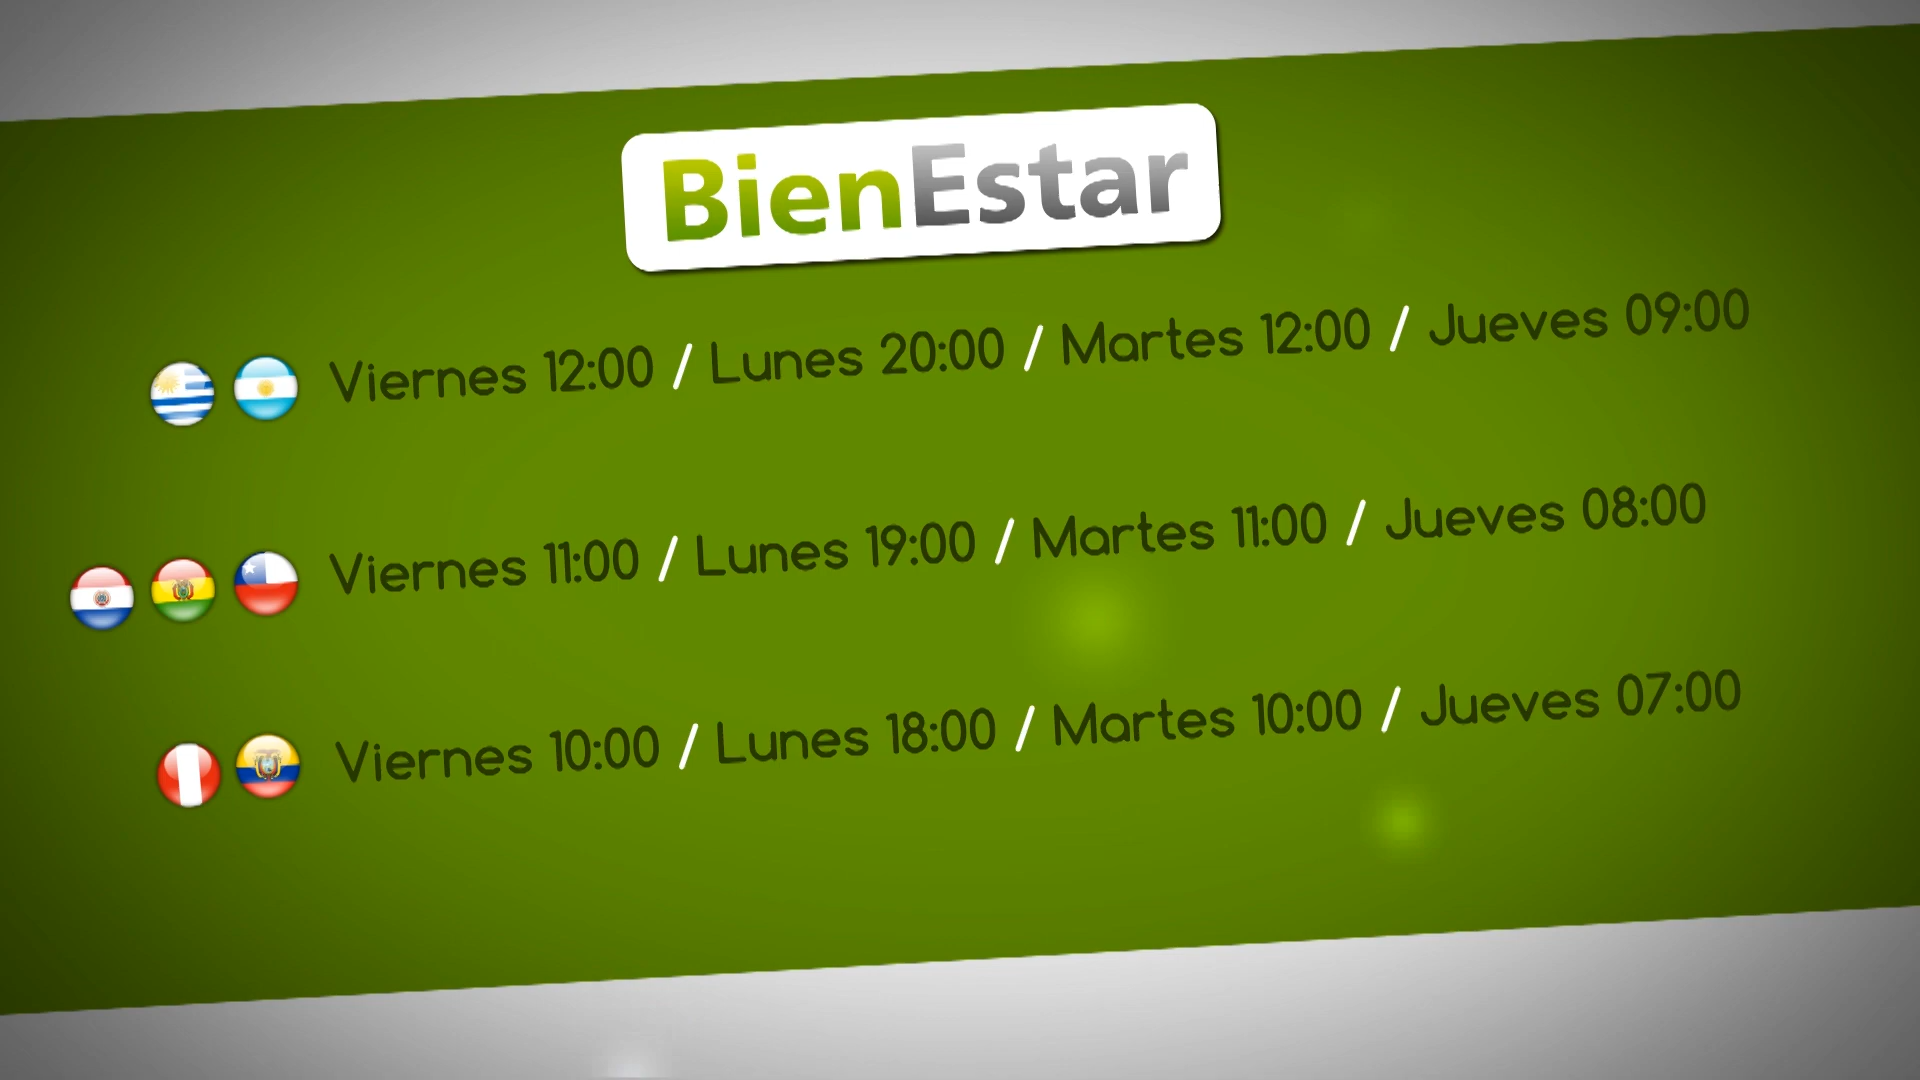 BienEstar
Viernes 12:00 / Lunes 20:00 / Martes 12:00 / Jueves 09:00
Viernes 11:00 / Lunes 19:00 / Martes 11:00 / Jueves 08:00
Viernes 10:00 / Lunes 18:00 / Martes 10:00 / Jueves 07:00